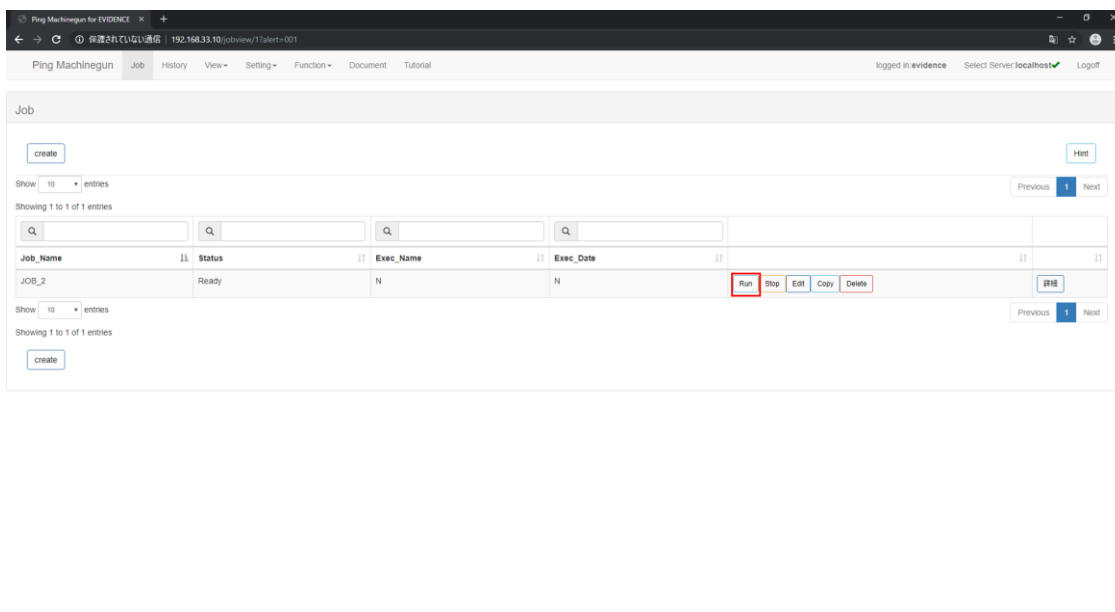 Ping Machinegun for EVIDENCE × +
保護されていない通信 | 192.168.33.10/jobview/1?alert=001
Ping Machinegun Job History View Setting Function Document Tutorial logged in:evidence Select Server:localhost Logoff
Job
create Hint
Show 10 entries Previous 1 Next
Showing 1 to 1 of 1 entries
Job_Name Status Exec_Name Exec_Date
JOB_2 Ready N N Run Stop Edit Copy Delete 詳細
Show 10 entries Previous 1 Next
Showing 1 to 1 of 1 entries
create